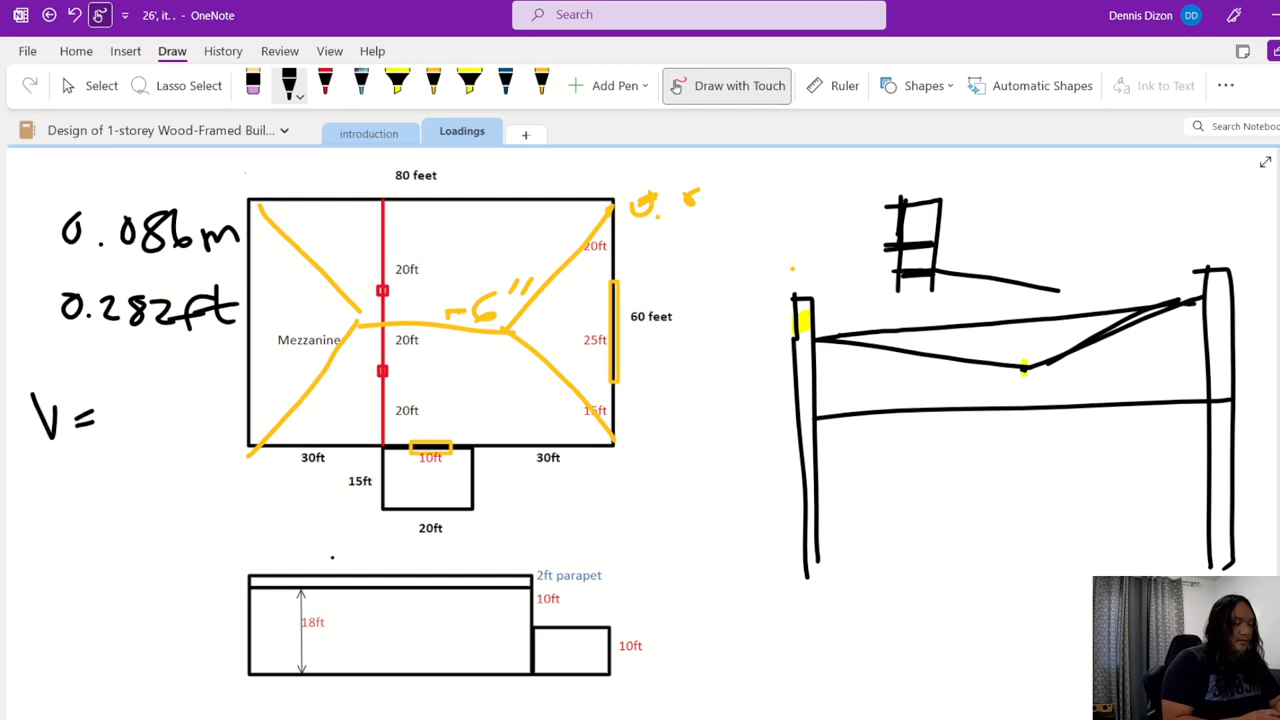 26', it. . - OneNote
Search
Dennis Dizon
DD
File
Home
Insert
Draw
History
Review
View
Help
Select
Lasso Select
Add Pen
Draw with Touch
Ruler
Shapes
Automatic Shapes
Ink to Text
Design of 1-storey Wood-Framed Buil...
introduction
Loadings
Search Notebo
80 feet
0.086m
0.282ft
V =
20ft
20ft
-6"
Mezzanine
20ft
25ft
60 feet
20ft
15ft
30ft
10ft
30ft
15ft
20ft
2ft parapet
10ft
18ft
10ft